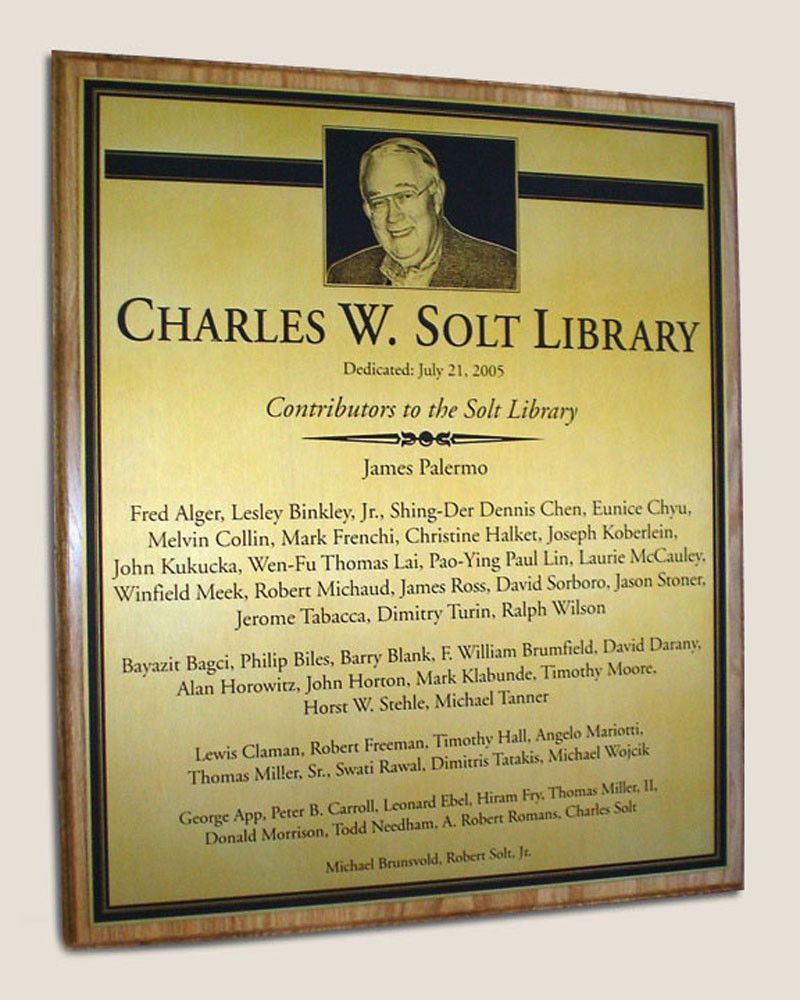 CHARLES W. SOLT LIBRARY
Dedicated: July 21, 2005
Contributors to the Solt Library
James Palermo
Fred Alger, Lesley Binkley, Jr., Shing-Der Dennis Chen, Eunice Chyu,
Melvin Collin, Mark Frenchi, Christine Halket, Joseph Koberlein,
John Kukucka, Wen-Fu Thomas Lai, Pao-Ying Paul Lin, Laurie McCauley,
Winfield Meek, Robert Michaud, James Ross, David Sorboro, Jason Stoner,
Jerome Tabacca, Dimitry Turin, Ralph Wilson
Bayazit Bagci, Philip Biles, Barry Blank, F. William Brumfield, David Darany,
Alan Horowitz, John Horton, Mark Klabunde, Timothy Moore,
Horst W. Stehle, Michael Tanner
Lewis Claman, Robert Freeman, Timothy Hall, Angelo Mariotti,
Thomas Miller, Sr., Swati Rawal, Dimitris Tatakis, Michael Wojcik
George App, Peter B. Carroll, Leonard Ebel, Hiram Fry, Thomas Miller, II,
Donald Morrison, Todd Needham, A. Robert Romans, Charles Solt
Michael Brunsvold, Robert Solt, Jr.